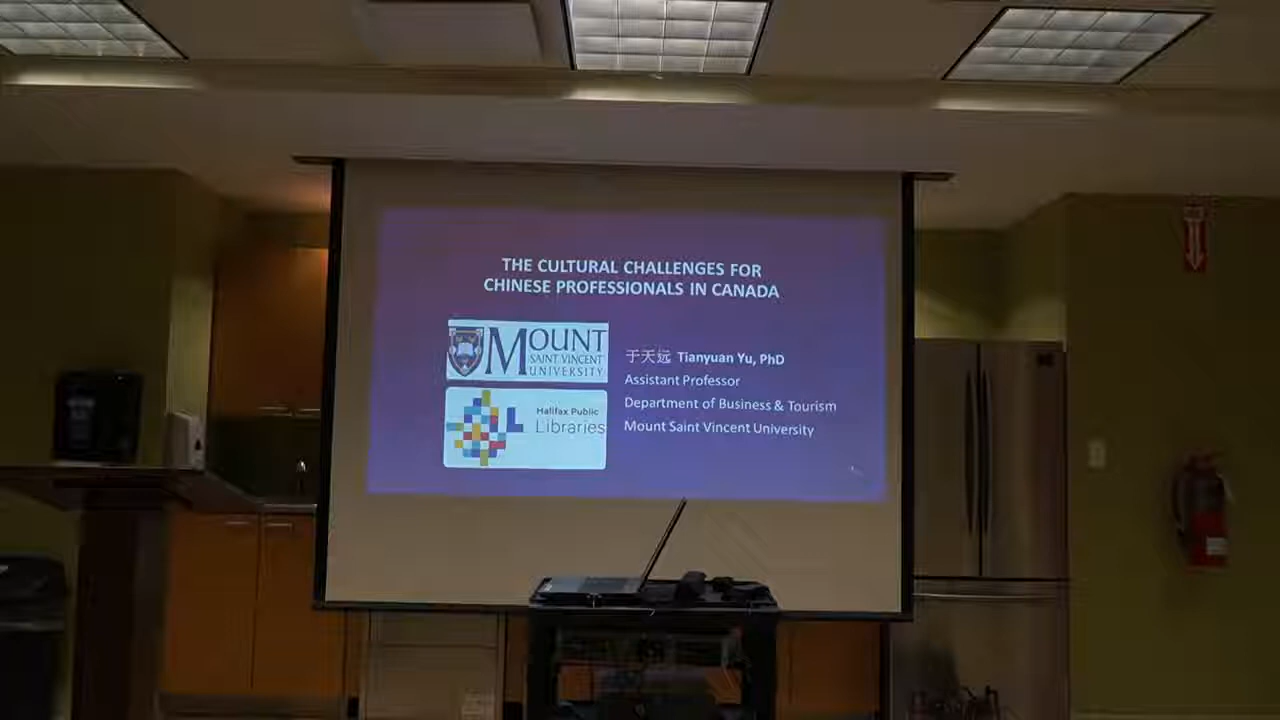 THE CULTURAL CHALLENGES FOR
CHINESE PROFESSIONALS IN CANADA
MOUNT
SAINT VINCENT
UNIVERSITY
Halifax Public
Libraries
于天远 Tianyuan Yu, PhD
Assistant Professor
Department of Business & Tourism
Mount Saint Vincent University